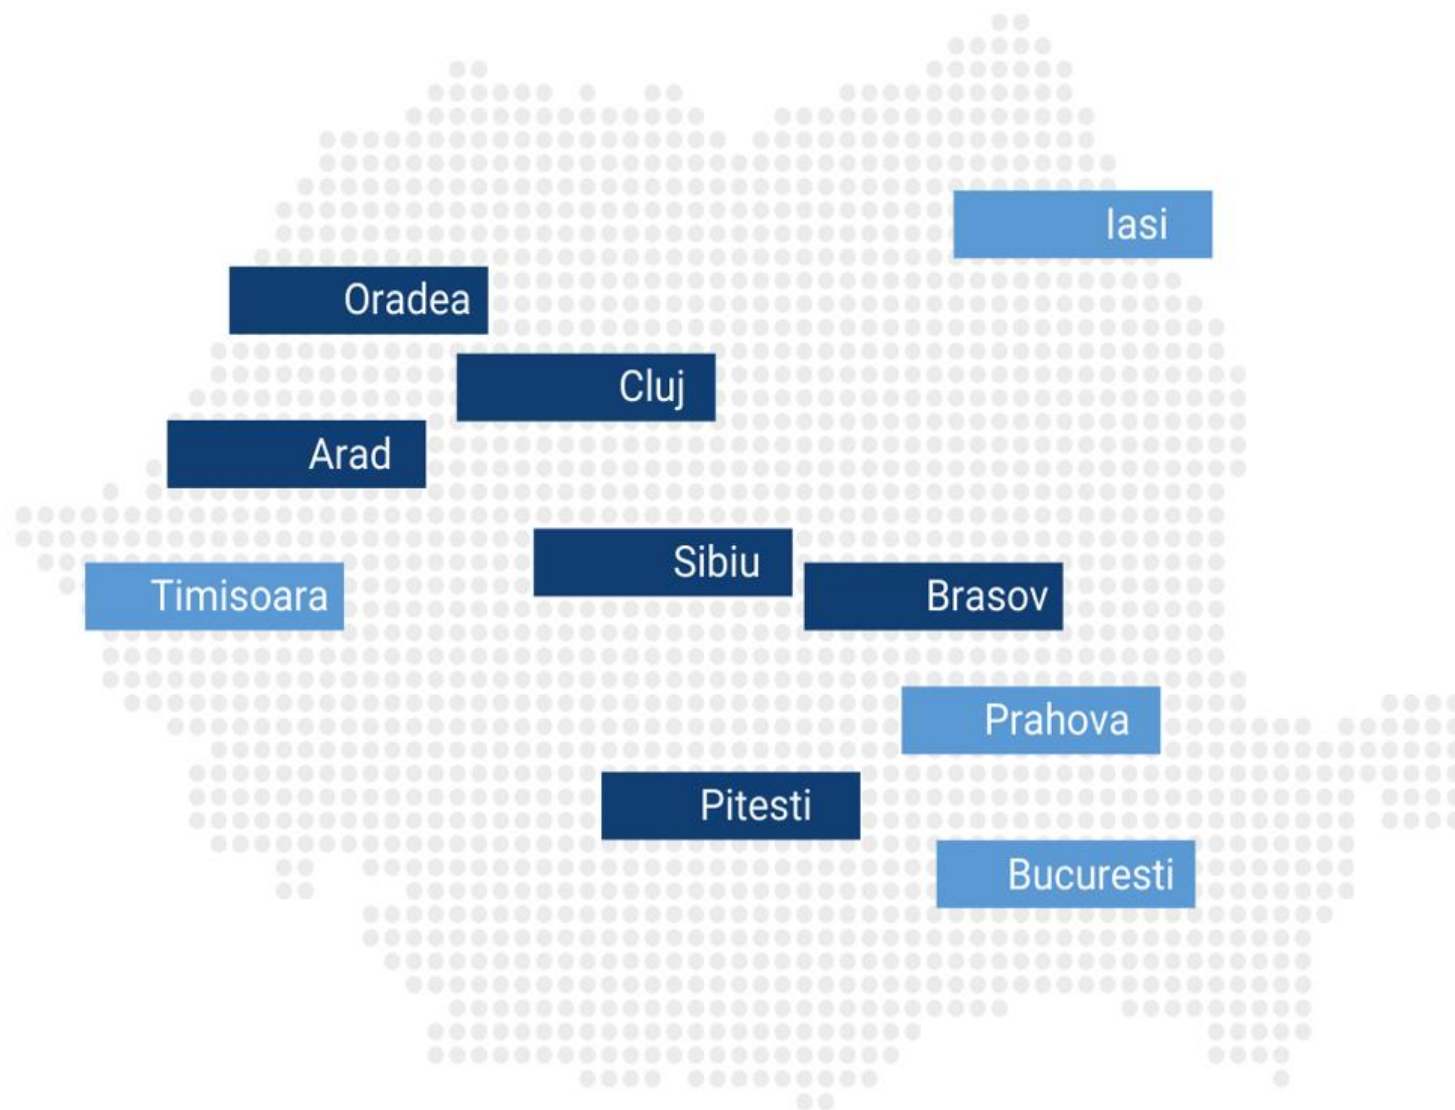 Iasi
Oradea
Cluj
Arad
Sibiu
Timisoara
Brasov
Prahova
Pitesti
Bucuresti